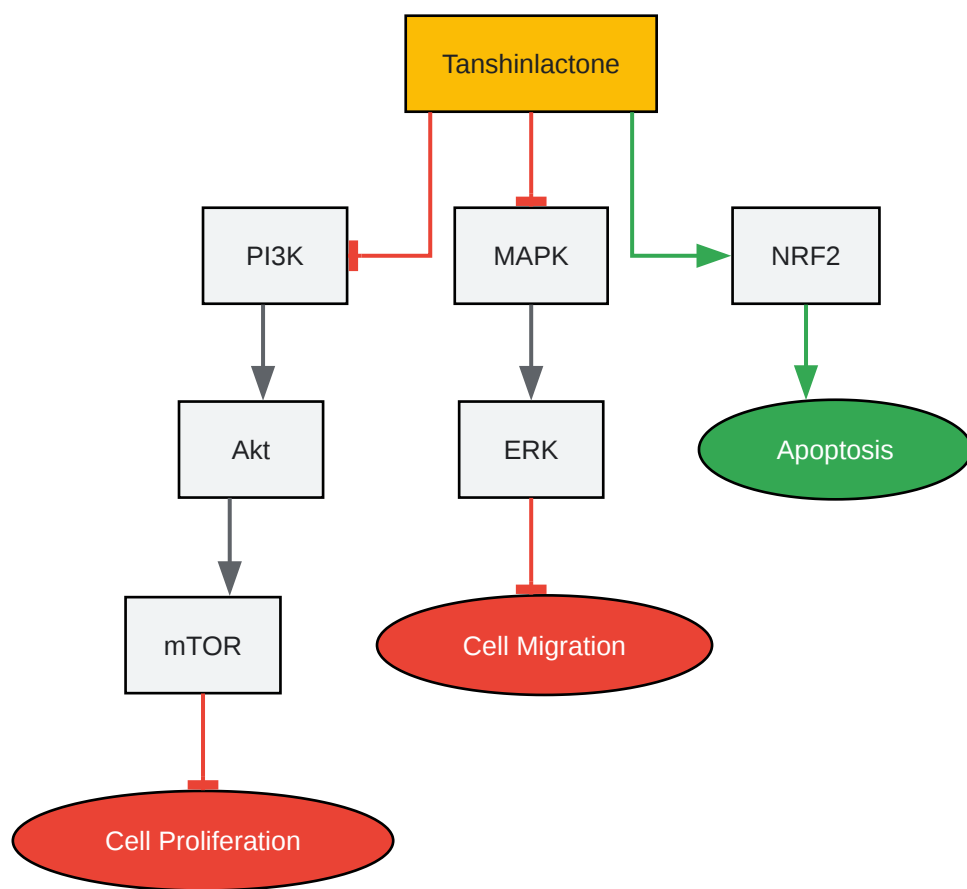 Tanshinlactone
PI3K
MAPK
NRF2
Akt
ERK
Apoptosis
mTOR
Cell Migration
Cell Proliferation